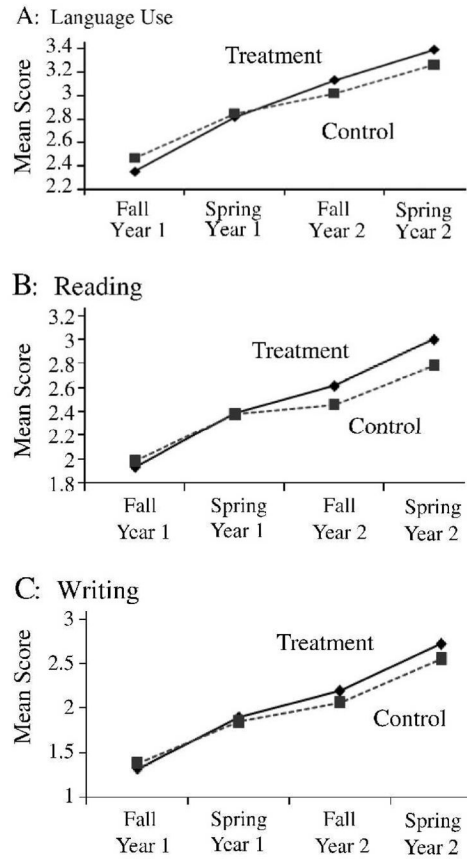 A: Language Use
3.4
3.2
3
2.8
2.6
2.4
2.2
Mean Score
Treatment
Control
Fall Spring Fall Spring
Year 1 Year 1 Year 2 Year 2
B: Reading
3.2
3
2.8
2.6
2.4
2.2
2
1.8
Mean Score
Treatment
Control
Fall Spring Fall Spring
Year 1 Year 1 Year 2 Year 2
C: Writing
3
2.5
2
1.5
1
Mean Score
Treatment
Control
Fall Spring Fall Spring
Year 1 Year 1 Year 2 Year 2